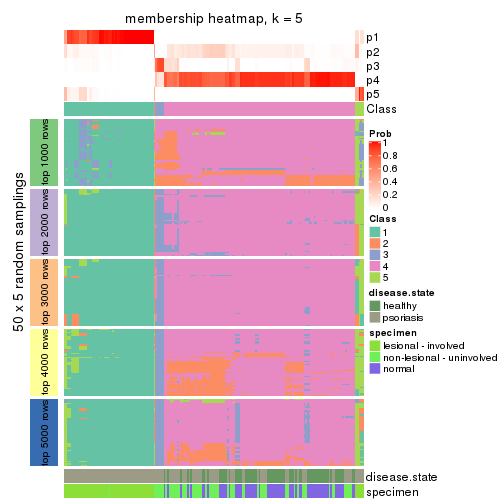 membership heatmap, k = 5
p1
p2
p3
p4
p5
Class
50 x 5 random samplings
top 1000 rows
top 2000 rows
top 3000 rows
top 4000 rows
top 5000 rows
disease.state
specimen
Prob
1
0.8
0.6
0.4
0.2
0
Class
1
2
3
4
5
disease.state
healthy
psoriasis
specimen
lesional - involved
non-lesional - uninvolved
normal